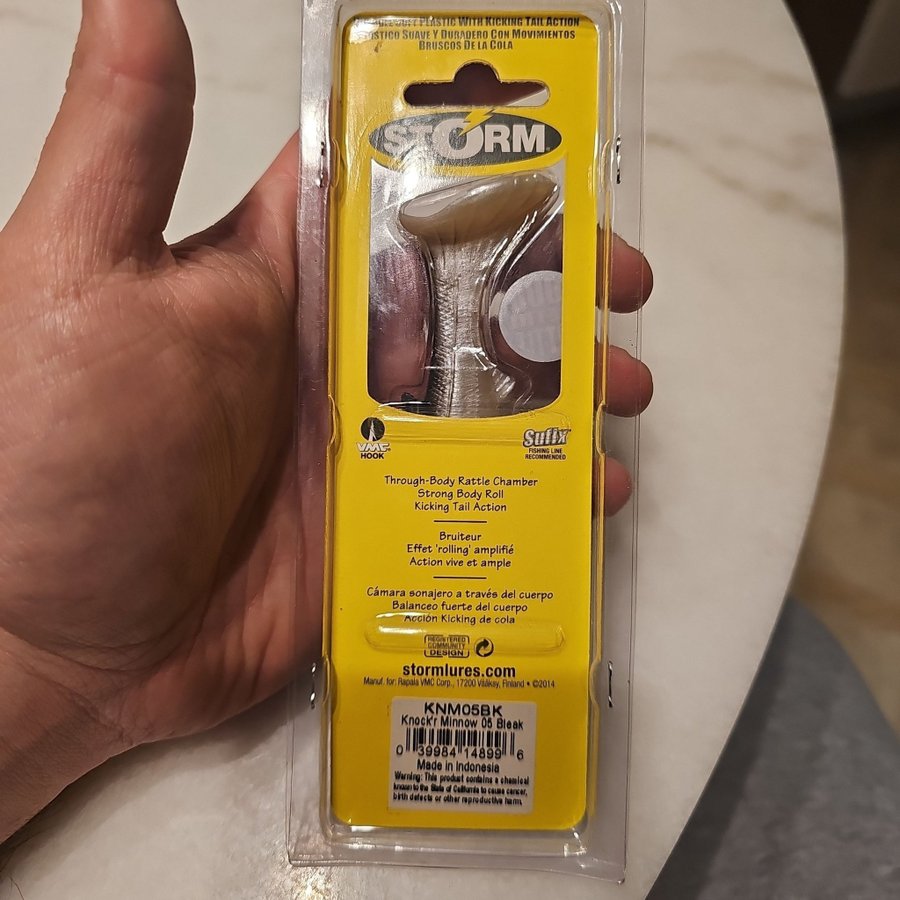 SOFT PLASTIC WITH KICKING TAIL ACTION
SUAVE Y DURADERO CON MOVIMIENTOS
BRUSCOS DE LA COLA
STORM
VMC
HOOK
Sufix
FISHING LINE
RECOMMENDED
Through-Body Rattle Chamber
Strong Body Roll
Kicking Tail Action
Bruiteur
Effet 'rolling' amplifié
Action vive et ample
Cámara sonajero a través del cuerpo
Balanceo fuerte del cuerpo
Acción Kicking de cola
REGISTERED
COMMUNITY
DESIGN
stormlures.com
Manuf. for: Rapala VMC Corp., 17200 Vääksy, Finland • ©2014
KNM05BK
Knock'r Minnow 05 Bleak
0 39984 14899 6
Made in Indonesia
Warning: This product contains a chemical
known to the State of California to cause cancer,
birth defects or other reproductive harm.